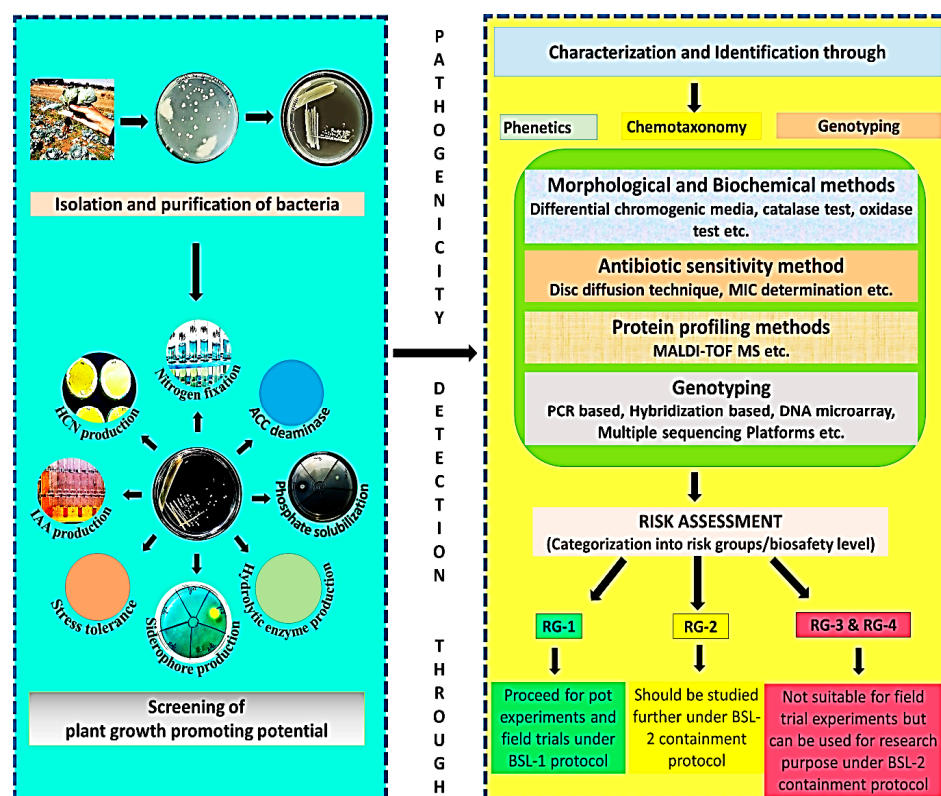 Isolation and purification of bacteria
Nitrogen fixation
HCN production
ACC deaminase
IAA production
Phosphate solubilization
Stress tolerance
Hydrolytic enzyme production
Siderophore production
Screening of
plant growth promoting potential
PATHOGENICITY DETECTION THROUGH
Characterization and Identification through
Phenetics
Chemotaxonomy
Genotyping
Morphological and Biochemical methods
Differential chromogenic media, catalase test, oxidase
test etc.
Antibiotic sensitivity method
Disc diffusion technique, MIC determination etc.
Protein profiling methods
MALDI-TOF MS etc.
Genotyping
PCR based, Hybridization based, DNA microarray,
Multiple sequencing Platforms etc.
RISK ASSESSMENT
(Categorization into risk groups/biosafety level)
RG-1
RG-2
RG-3 & RG-4
Proceed for pot
experiments and
field trials under
BSL-1 protocol
Should be studied
further under BSL-
2 containment
protocol
Not suitable for field
trial experiments but
can be used for research
purpose under BSL-2
containment protocol